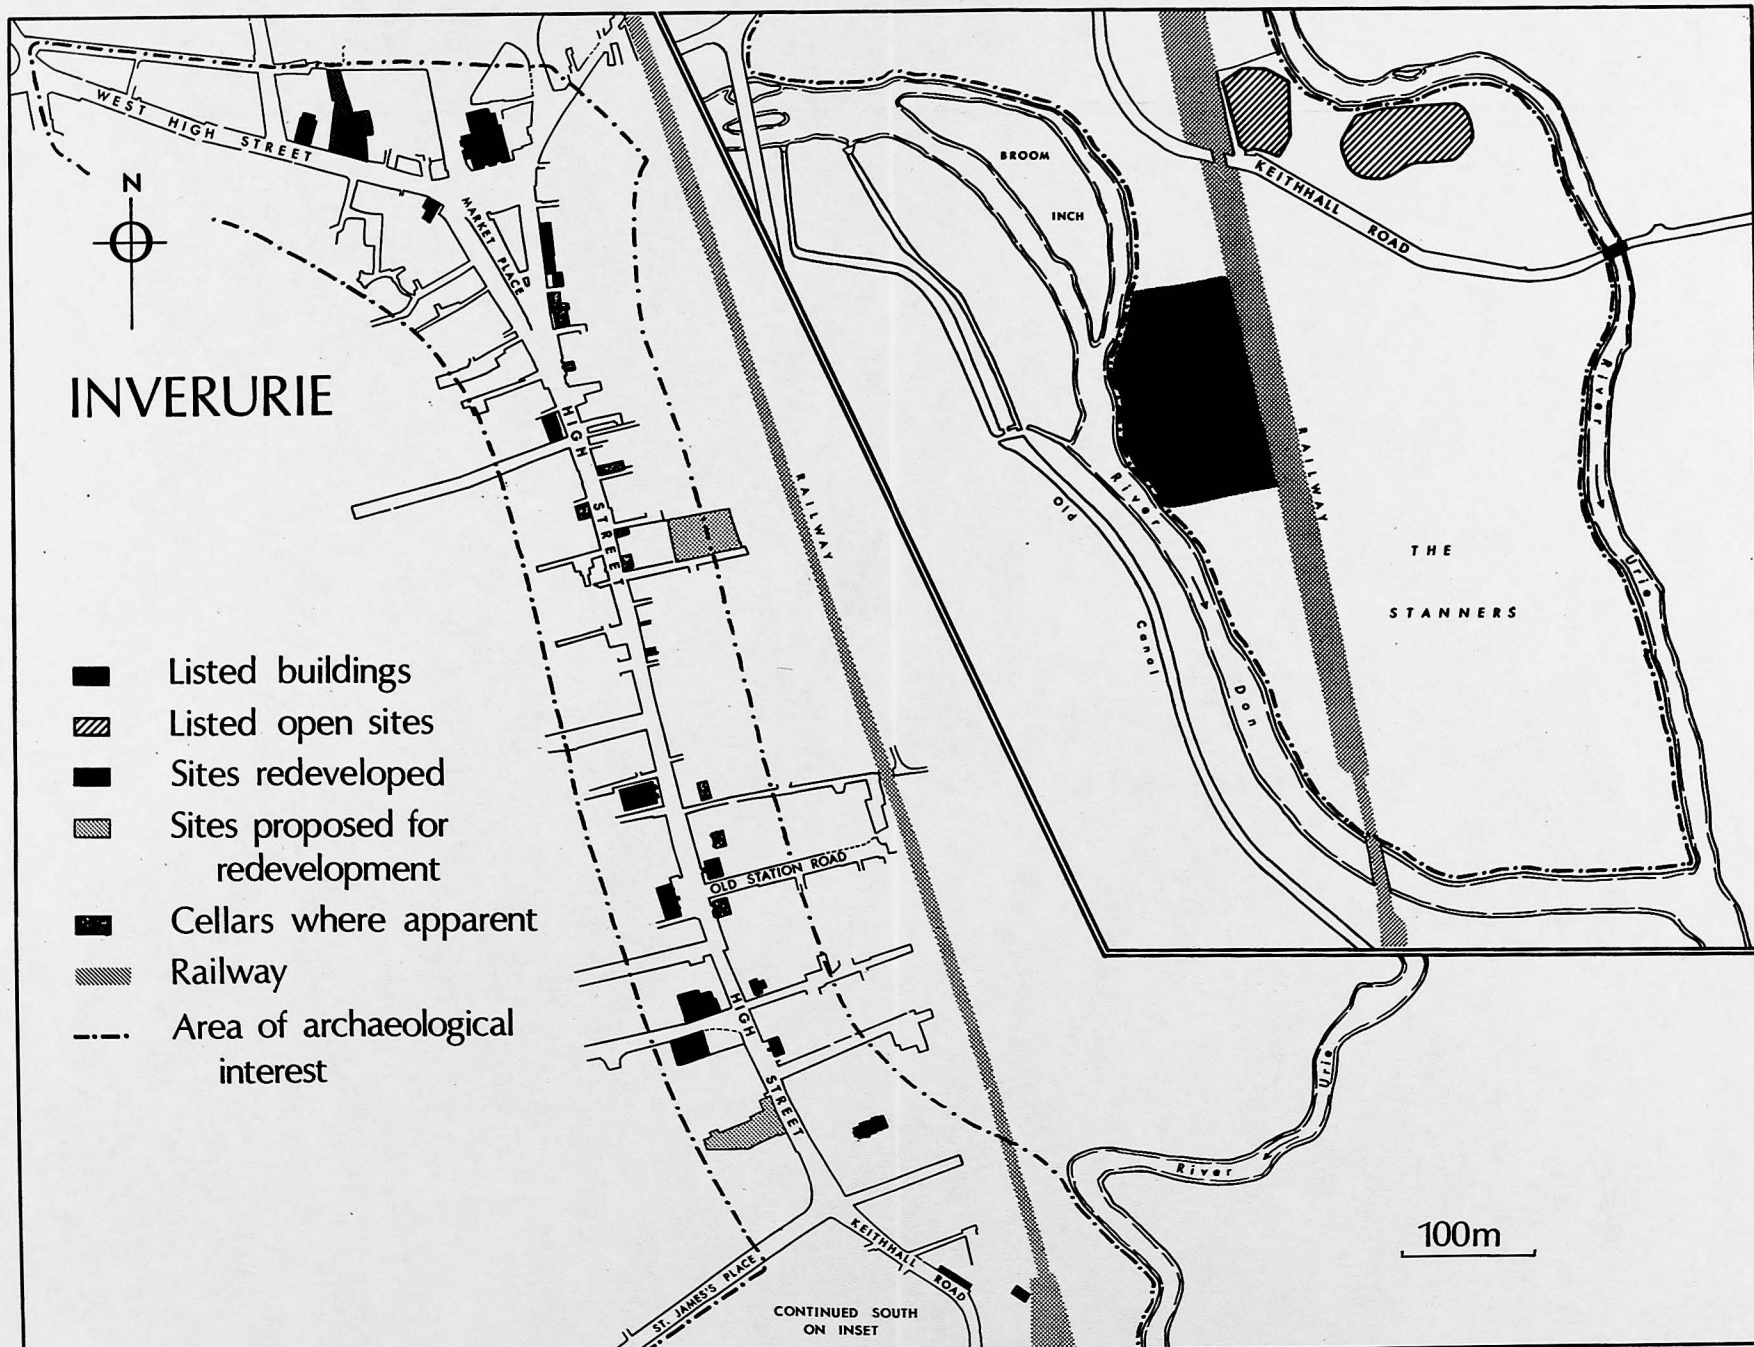 WEST HIGH STREET
N
MARKET PLACE
INVERURIE
HIGH STREET
RAILWAY
Listed buildings
Listed open sites
Sites redeveloped
Sites proposed for
redevelopment
Cellars where apparent
Railway
Area of archaeological
interest
OLD STATION ROAD
HIGH STREET
ST. JAMES'S PLACE
KEITHHALL ROAD
CONTINUED SOUTH
ON INSET
BROOM
INCH
KEITHHALL ROAD
River Urie
RAILWAY
THE
STANNERS
River Don
Old Canal
River Urie
100m